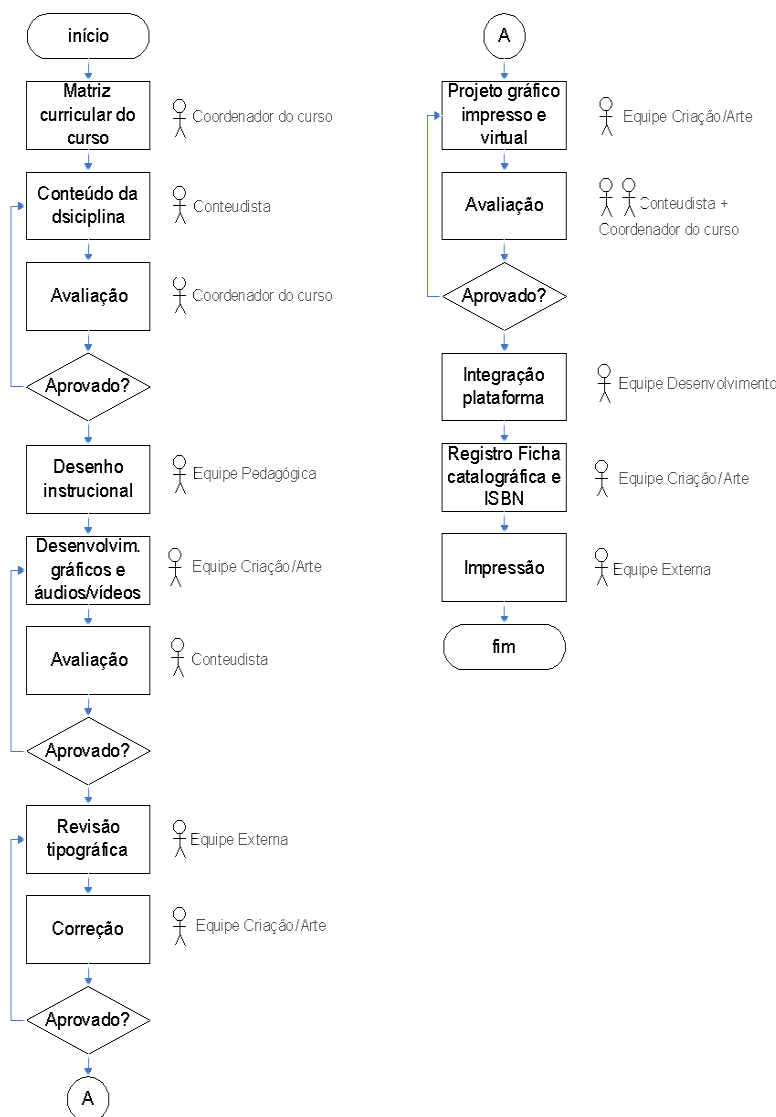 início
Matriz
curricular do
curso
Coordenador do curso
Conteúdo da
dsiciplina
Conteudista
Avaliação
Coordenador do curso
Aprovado?
Desenho
instrucional
Equipe Pedagógica
Desenvolvim.
gráficos e
áudios/vídeos
Equipe Criação/Arte
Avaliação
Conteudista
Aprovado?
Revisão
tipográfica
Equipe Externa
Correção
Equipe Criação/Arte
Aprovado?
A
A
Projeto gráfico
impresso e
virtual
Equipe Criação/Arte
Avaliação
Conteudista +
Coordenador do curso
Aprovado?
Integração
plataforma
Equipe Desenvolvimento
Registro Ficha
catalográfica e
ISBN
Equipe Criação/Arte
Impressão
Equipe Externa
fim